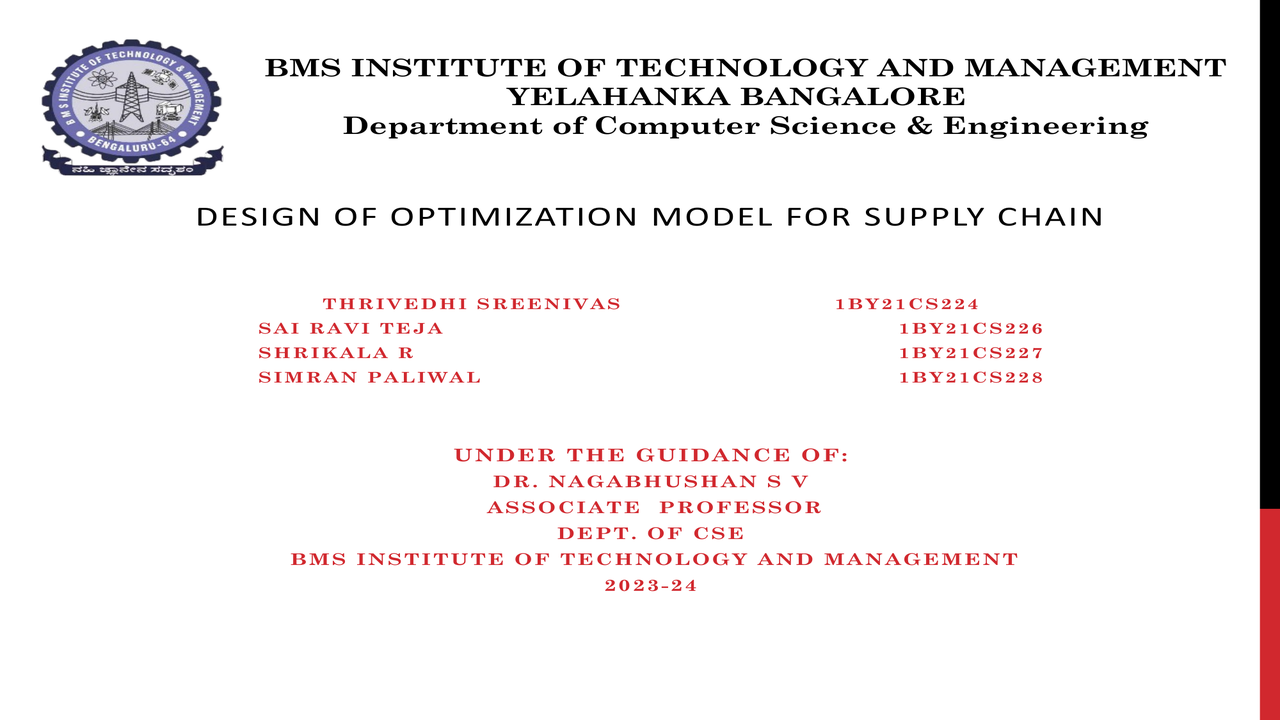 BMS INSTITUTE OF TECHNOLOGY & MANAGEMENT
BENGALURU-64
ನಹಿ ಜ್ಞಾನೇನ ಸದೃಶಂ
BMS INSTITUTE OF TECHNOLOGY AND MANAGEMENT
YELAHANKA BANGALORE
Department of Computer Science & Engineering
DESIGN OF OPTIMIZATION MODEL FOR SUPPLY CHAIN
THRIVEDHI SREENIVAS 1BY21CS224
SAI RAVI TEJA 1BY21CS226
SHRIKALA R 1BY21CS227
SIMRAN PALIWAL 1BY21CS228
UNDER THE GUIDANCE OF:
DR. NAGABHUSHAN S V
ASSOCIATE PROFESSOR
DEPT. OF CSE
BMS INSTITUTE OF TECHNOLOGY AND MANAGEMENT
2023-24